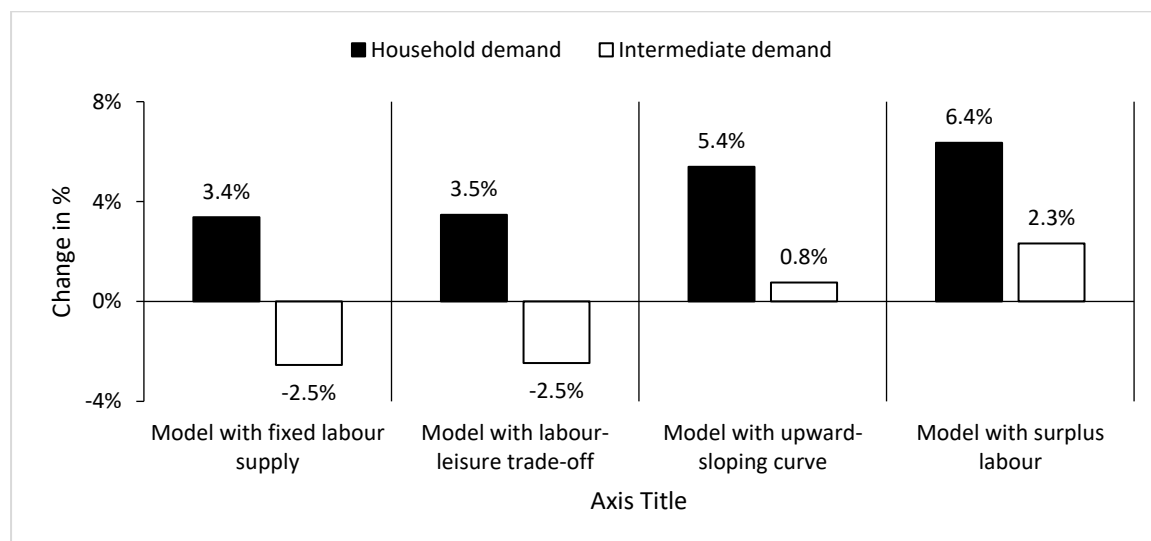 Household demand Intermediate demand
8%
4%
0%
-4%
Change in %
3.4%
-2.5%
3.5%
-2.5%
5.4%
0.8%
6.4%
2.3%
Model with fixed labour
supply
Model with labour-
leisure trade-off
Model with upward-
sloping curve
Model with surplus
labour
Axis Title